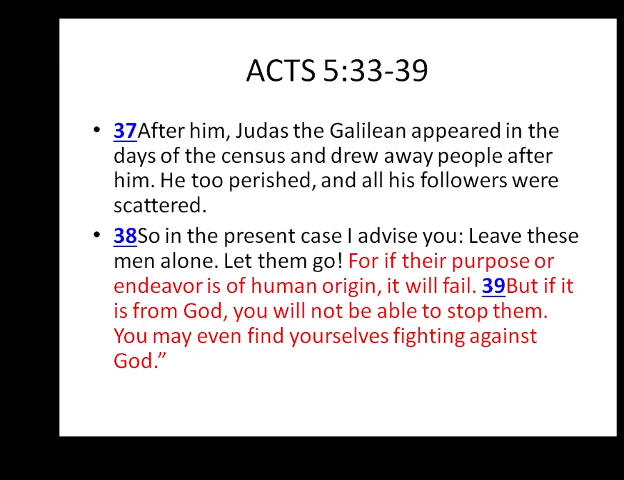 ACTS 5:33-39
• 37After him, Judas the Galilean appeared in the
days of the census and drew away people after
him. He too perished, and all his followers were
scattered.
• 38So in the present case I advise you: Leave these
men alone. Let them go! For if their purpose or
endeavor is of human origin, it will fail. 39But if it
is from God, you will not be able to stop them.
You may even find yourselves fighting against
God.”